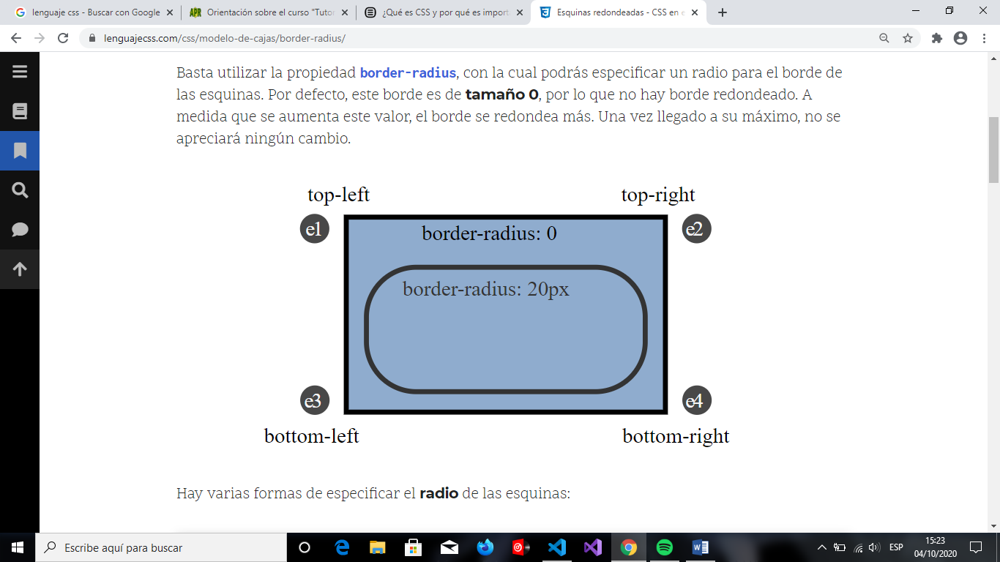 lenguaje css - Buscar con Google
Orientación sobre el curso "Tutor
¿Qué es CSS y por qué es import
Esquinas redondeadas - CSS en e
lenguajecss.com/css/modelo-de-cajas/border-radius/
Basta utilizar la propiedad border-radius, con la cual podrás especificar un radio para el borde de
las esquinas. Por defecto, este borde es de tamaño 0, por lo que no hay borde redondeado. A
medida que se aumenta este valor, el borde se redondea más. Una vez llegado a su máximo, no se
apreciará ningún cambio.
top-left top-right
e1 border-radius: 0 e2
border-radius: 20px
e3 e4
bottom-left bottom-right
Hay varias formas de especificar el radio de las esquinas:
Escribe aquí para buscar
ESP
15:23
04/10/2020